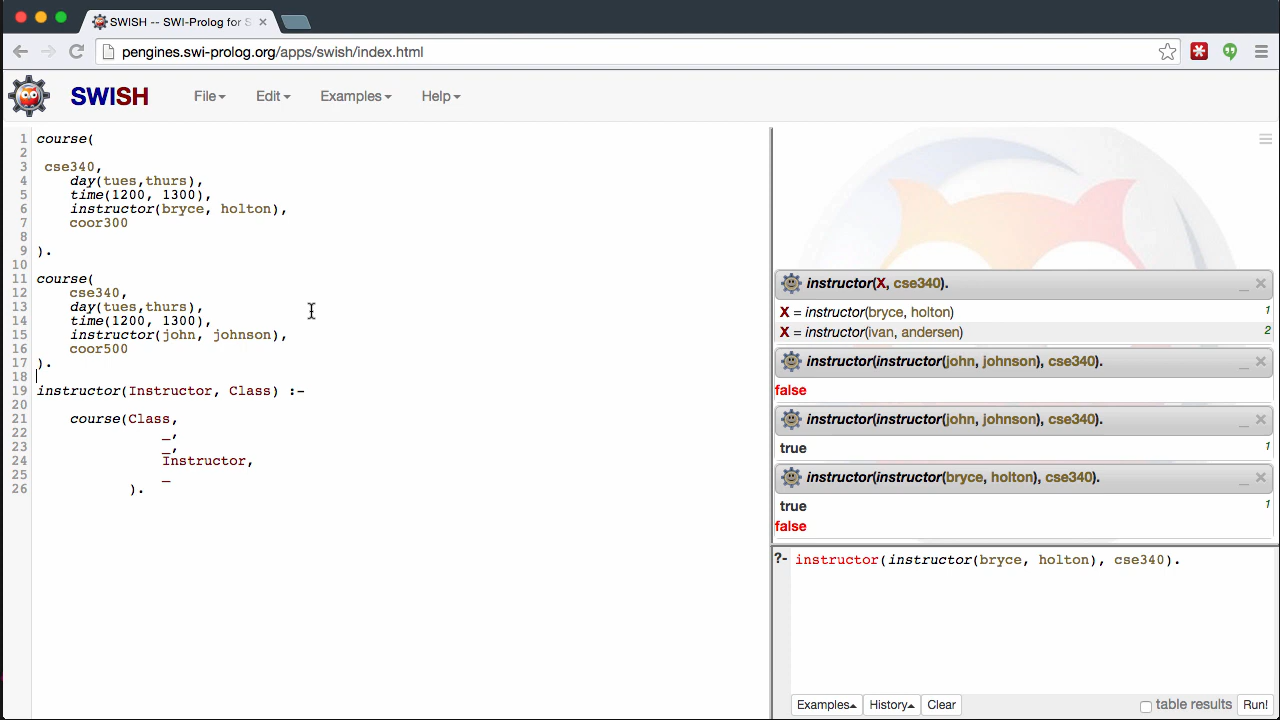 SWISH -- SWI-Prolog for S
pengines.swi-prolog.org/apps/swish/index.html
SWISH File Edit Examples Help
1 course(
2
3 cse340,
4 day(tues,thurs),
5 time(1200, 1300),
6 instructor(bryce, holton),
7 coor300
8
9 ).
10
11 course(
12 cse340,
13 day(tues,thurs),
14 time(1200, 1300),
15 instructor(john, johnson),
16 coor500
17 ).
18
19 instructor(Instructor, Class) :-
20
21 course(Class,
22 _,
23 _,
24 Instructor,
25 _
26 ).
instructor(X, cse340).
X = instructor(bryce, holton) 1
X = instructor(ivan, andersen) 2
instructor(instructor(john, johnson), cse340).
false
instructor(instructor(john, johnson), cse340).
true 1
instructor(instructor(bryce, holton), cse340).
true 1
false
?- instructor(instructor(bryce, holton), cse340).
Examples History Clear table results Run!